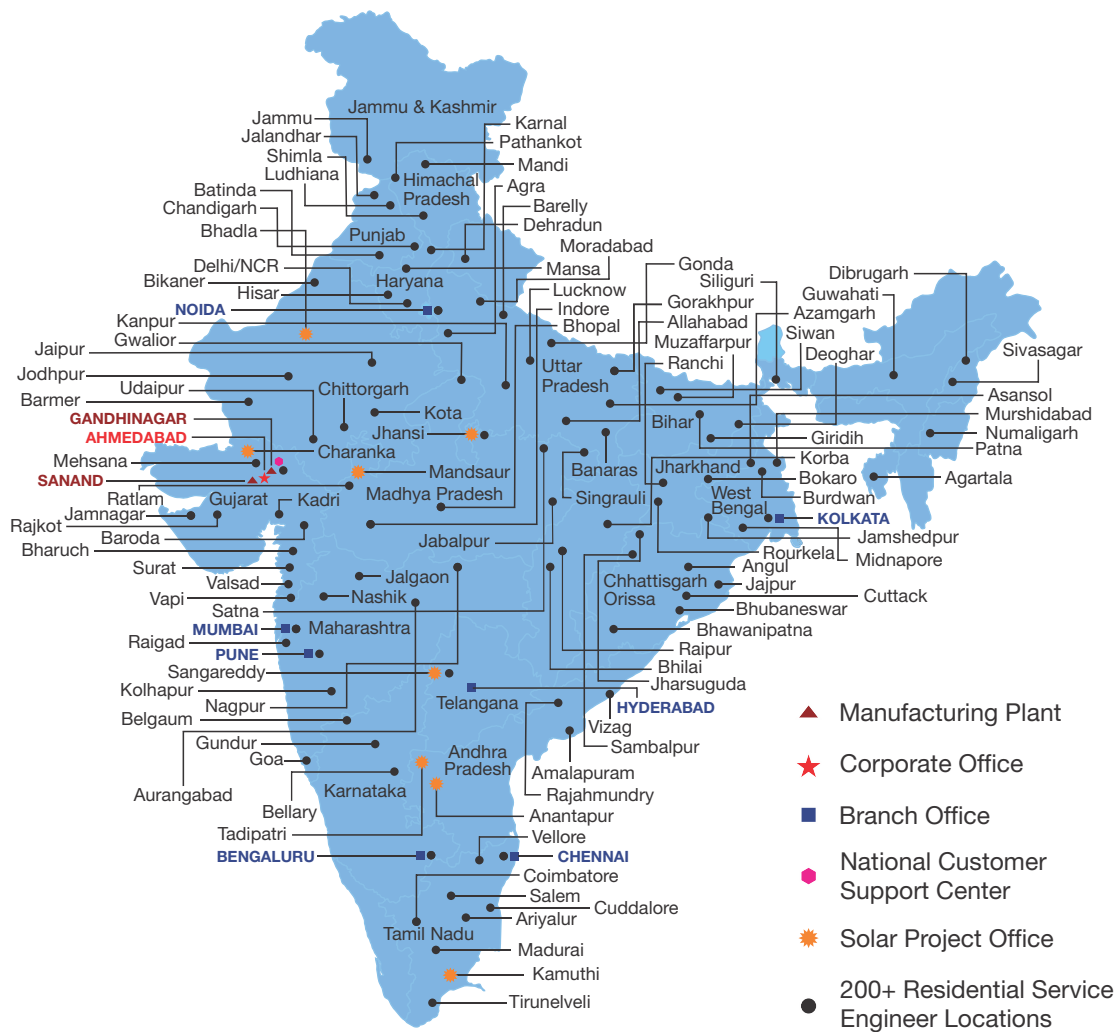 Jammu & Kashmir
Jammu
Karnal
Jalandhar
Pathankot
Shimla
Mandi
Ludhiana
Himachal
Pradesh
Agra
Batinda
Barelly
Chandigarh
Dehradun
Bhadla
Punjab
Moradabad
Delhi/NCR
Mansa
Gonda
Dibrugarh
Bikaner
Haryana
Siliguri
Hisar
Lucknow
Guwahati
NOIDA
Indore
Gorakhpur
Azamgarh
Kanpur
Bhopal
Allahabad
Siwan
Gwalior
Muzaffarpur
Deoghar
Jaipur
Uttar
Pradesh
Ranchi
Sivasagar
Jodhpur
Udaipur
Chittorgarh
Asansol
Barmer
Kota
Murshidabad
GANDHINAGAR
Bihar
Numaligarh
AHMEDABAD
Jhansi
Giridih
Patna
Charanka
Mehsana
Mandsaur
Banaras
Jharkhand
Korba
SANAND
Bokaro
Agartala
Ratlam
Gujarat
Kadri
Madhya Pradesh
Singrauli
West
Bengal
Burdwan
Jamnagar
KOLKATA
Rajkot
Baroda
Jabalpur
Jamshedpur
Bharuch
Rourkela
Midnapore
Surat
Jalgaon
Angul
Valsad
Chhattisgarh
Jajpur
Vapi
Nashik
Orissa
Cuttack
Satna
Bhubaneswar
MUMBAI
Maharashtra
Bhawanipatna
Raigad
Raipur
PUNE
Bhilai
Sangareddy
Jharsuguda
Kolhapur
Nagpur
Telangana
HYDERABAD
Belgaum
Vizag
Gundur
Andhra
Pradesh
Sambalpur
Goa
Amalapuram
Aurangabad
Karnataka
Rajahmundry
Bellary
Anantapur
Tadipatri
Vellore
BENGALURU
CHENNAI
Coimbatore
Salem
Cuddalore
Ariyalur
Tamil Nadu
Madurai
Kamuthi
Tirunelveli
Manufacturing Plant
Corporate Office
Branch Office
National Customer
Support Center
Solar Project Office
200+ Residential Service
Engineer Locations